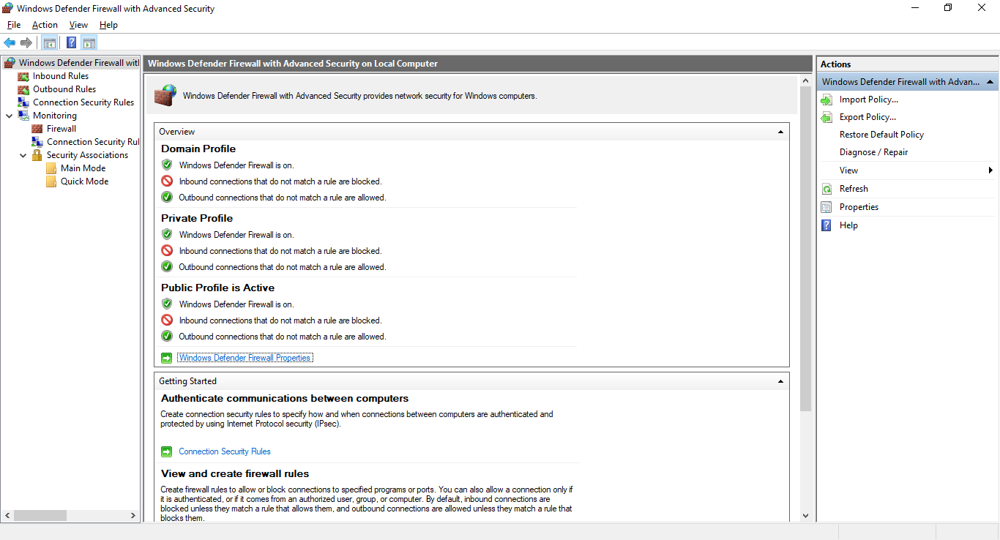 Windows Defender Firewall with Advanced Security
File Action View Help
Windows Defender Firewall wit
Inbound Rules
Outbound Rules
Connection Security Rules
Monitoring
Firewall
Connection Security Rul
Security Associations
Main Mode
Quick Mode
Windows Defender Firewall with Advanced Security on Local Computer
Windows Defender Firewall with Advanced Security provides network security for Windows computers.
Overview
Domain Profile
Windows Defender Firewall is on.
Inbound connections that do not match a rule are blocked.
Outbound connections that do not match a rule are allowed.
Private Profile
Windows Defender Firewall is on.
Inbound connections that do not match a rule are blocked.
Outbound connections that do not match a rule are allowed.
Public Profile is Active
Windows Defender Firewall is on.
Inbound connections that do not match a rule are blocked.
Outbound connections that do not match a rule are allowed.
Windows Defender Firewall Properties
Getting Started
Authenticate communications between computers
Create connection security rules to specify how and when connections between computers are authenticated and
protected by using Internet Protocol security (IPsec).
Connection Security Rules
View and create firewall rules
Create firewall rules to allow or block connections to specified programs or ports. You can also allow a connection only if
it is authenticated, or if it comes from an authorized user, group, or computer. By default, inbound connections are
blocked unless they match a rule that allows them, and outbound connections are allowed unless they match a rule that
blocks them.
Actions
Windows Defender Firewall with Advan...
Import Policy...
Export Policy...
Restore Default Policy
Diagnose / Repair
View
Refresh
Properties
Help